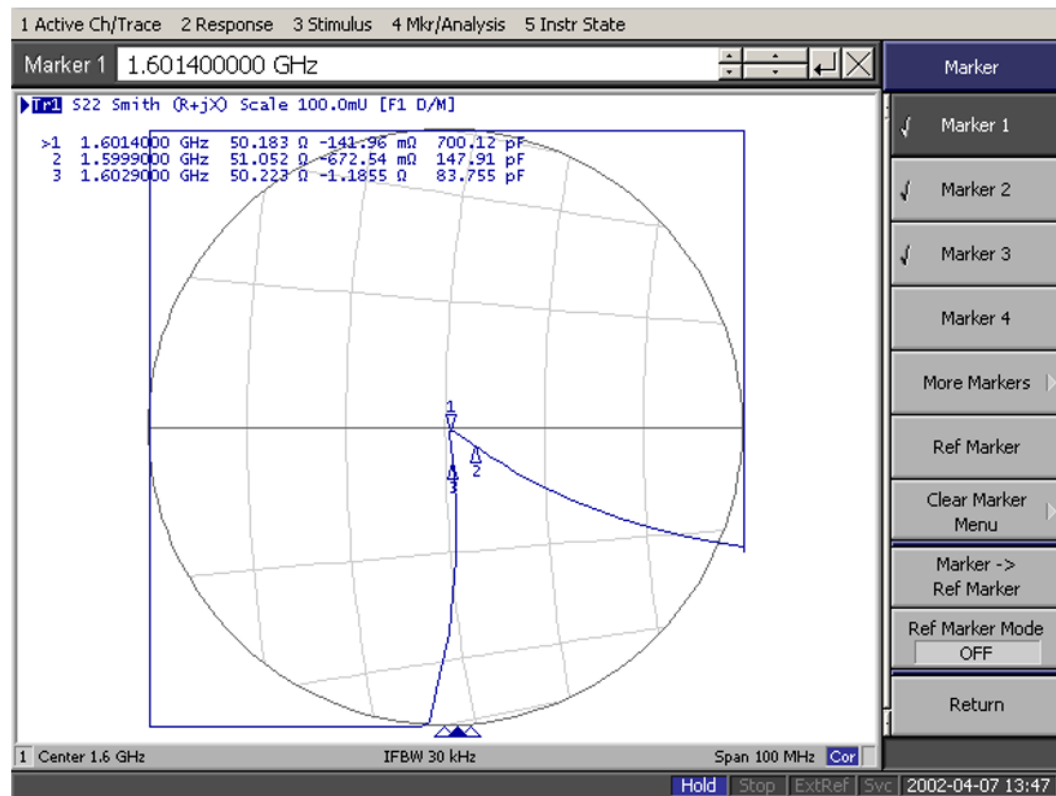 1 Active Ch/Trace 2 Response 3 Stimulus 4 Mkr/Analysis 5 Instr State
Marker 1 1.601400000 GHz
Marker
Tr1 S22 Smith (R+jX) Scale 100.0mU [F1 D/M]
>1 1.6014000 GHz 50.183 Ω -141.96 mΩ 700.12 pF
2 1.5999000 GHz 51.052 Ω -672.54 mΩ 147.91 pF
3 1.6029000 GHz 50.223 Ω -1.1855 Ω 83.755 pF
1
2
3
Marker 1
Marker 2
Marker 3
Marker 4
More Markers
Ref Marker
Clear Marker
Menu
Marker ->
Ref Marker
Ref Marker Mode
OFF
Return
1 Center 1.6 GHz IFBW 30 kHz Span 100 MHz Cor
Hold Stop ExtRef Svc 2002-04-07 13:47